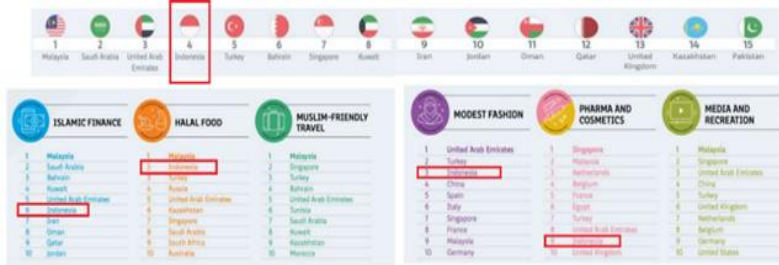 1 2 3 4 5 6 7 8 9 10 11 12 13 14 15
Malaysia Saudi Arabia United Arab Emirates Indonesia Turkey Bahrain Singapore Kuwait Iran Jordan Oman Qatar United Kingdom Kazakhstan Pakistan
ISLAMIC FINANCE
1 Malaysia
2 Saudi Arabia
3 Bahrain
4 Kuwait
5 United Arab Emirates
6 Indonesia
7 Iran
8 Oman
9 Qatar
10 Jordan
HALAL FOOD
1 Malaysia
2 Indonesia
3 Turkey
4 Russia
5 United Arab Emirates
6 Kazakhstan
7 Singapore
8 Saudi Arabia
9 South Africa
10 Australia
MUSLIM-FRIENDLY
TRAVEL
1 Malaysia
2 Singapore
3 Turkey
4 Bahrain
5 United Arab Emirates
6 Tunisia
7 Saudi Arabia
8 Kuwait
9 Kazakhstan
10 Morocco
MODEST FASHION
1 United Arab Emirates
2 Turkey
3 Indonesia
4 China
5 Spain
6 Italy
7 Singapore
8 France
9 Malaysia
10 Germany
PHARMA AND
COSMETICS
1 Singapore
2 Malaysia
3 Netherlands
4 Belgium
5 France
6 Egypt
7 Turkey
8 United Arab Emirates
9 Indonesia
10 Germany
MEDIA AND
RECREATION
1 Malaysia
2 Singapore
3 United Arab Emirates
4 China
5 Turkey
6 United Kingdom
7 Netherlands
8 Belgium
9 Germany
10 United States